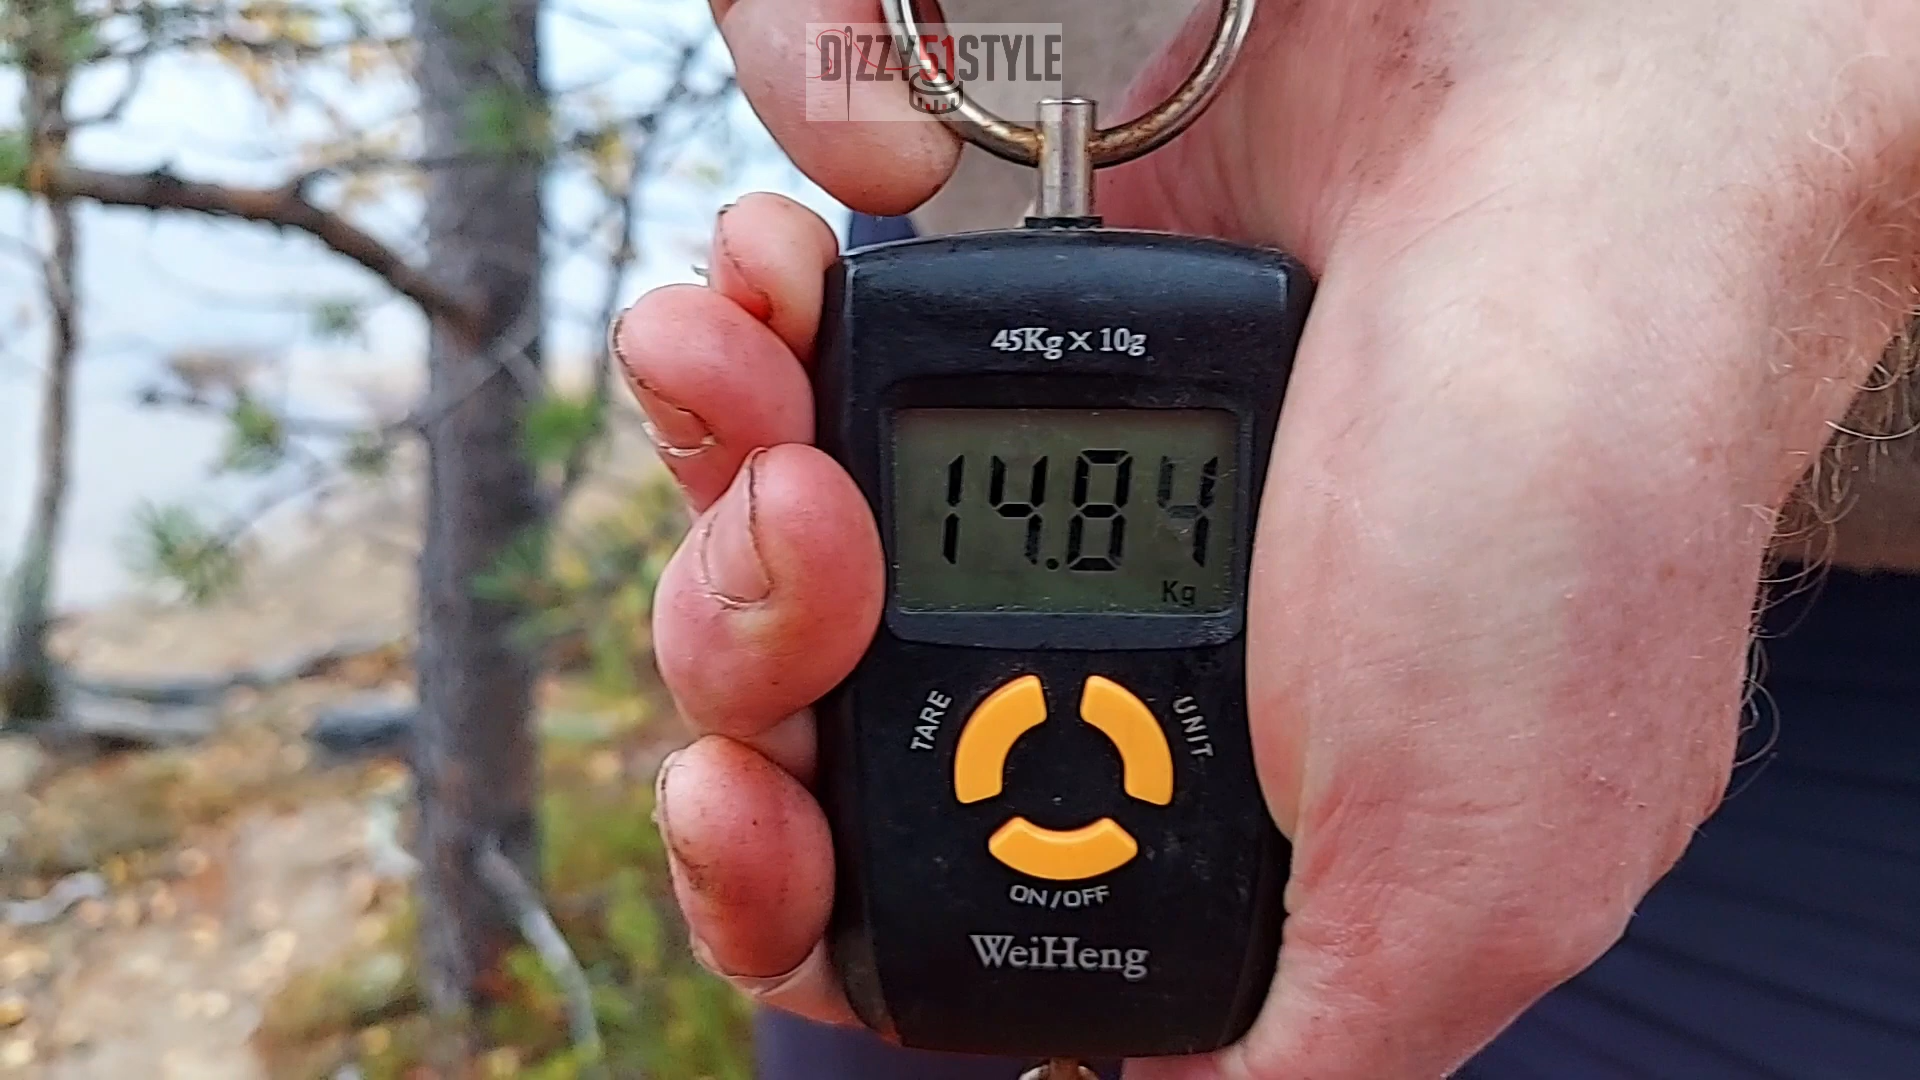 DIZZY51STYLE
45Kg × 10g
14.84
Kg
TARE
UNIT
ON/OFF
WeiHeng